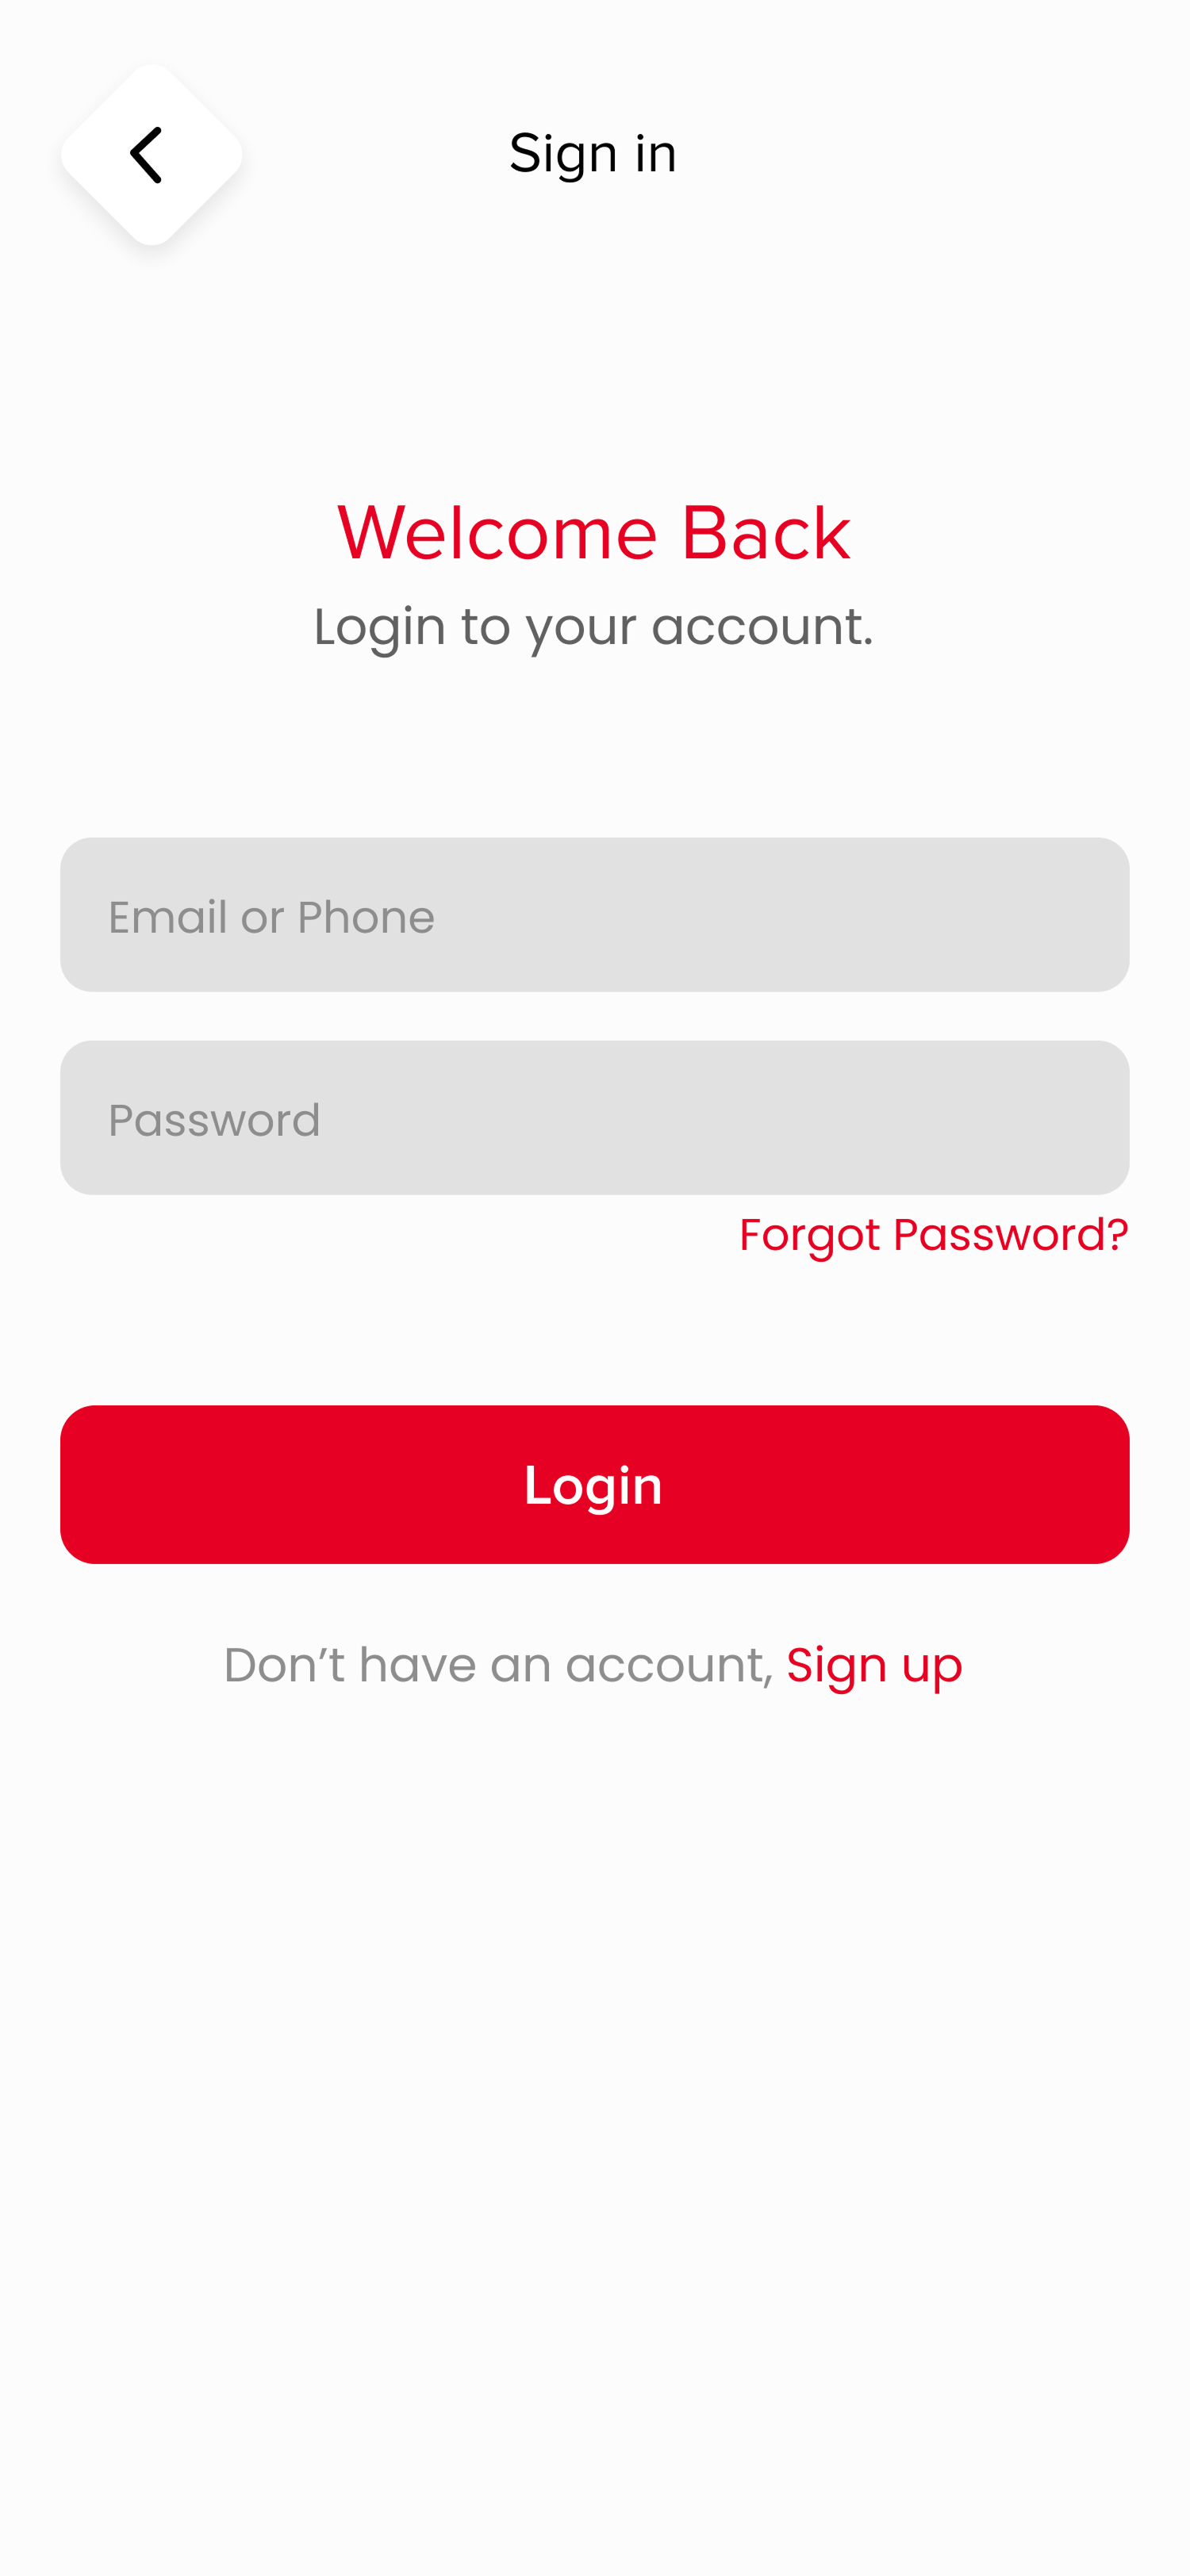 Sign in
Welcome Back
Login to your account.
Email or Phone
Password
Forgot Password?
Login
Don’t have an account, Sign up